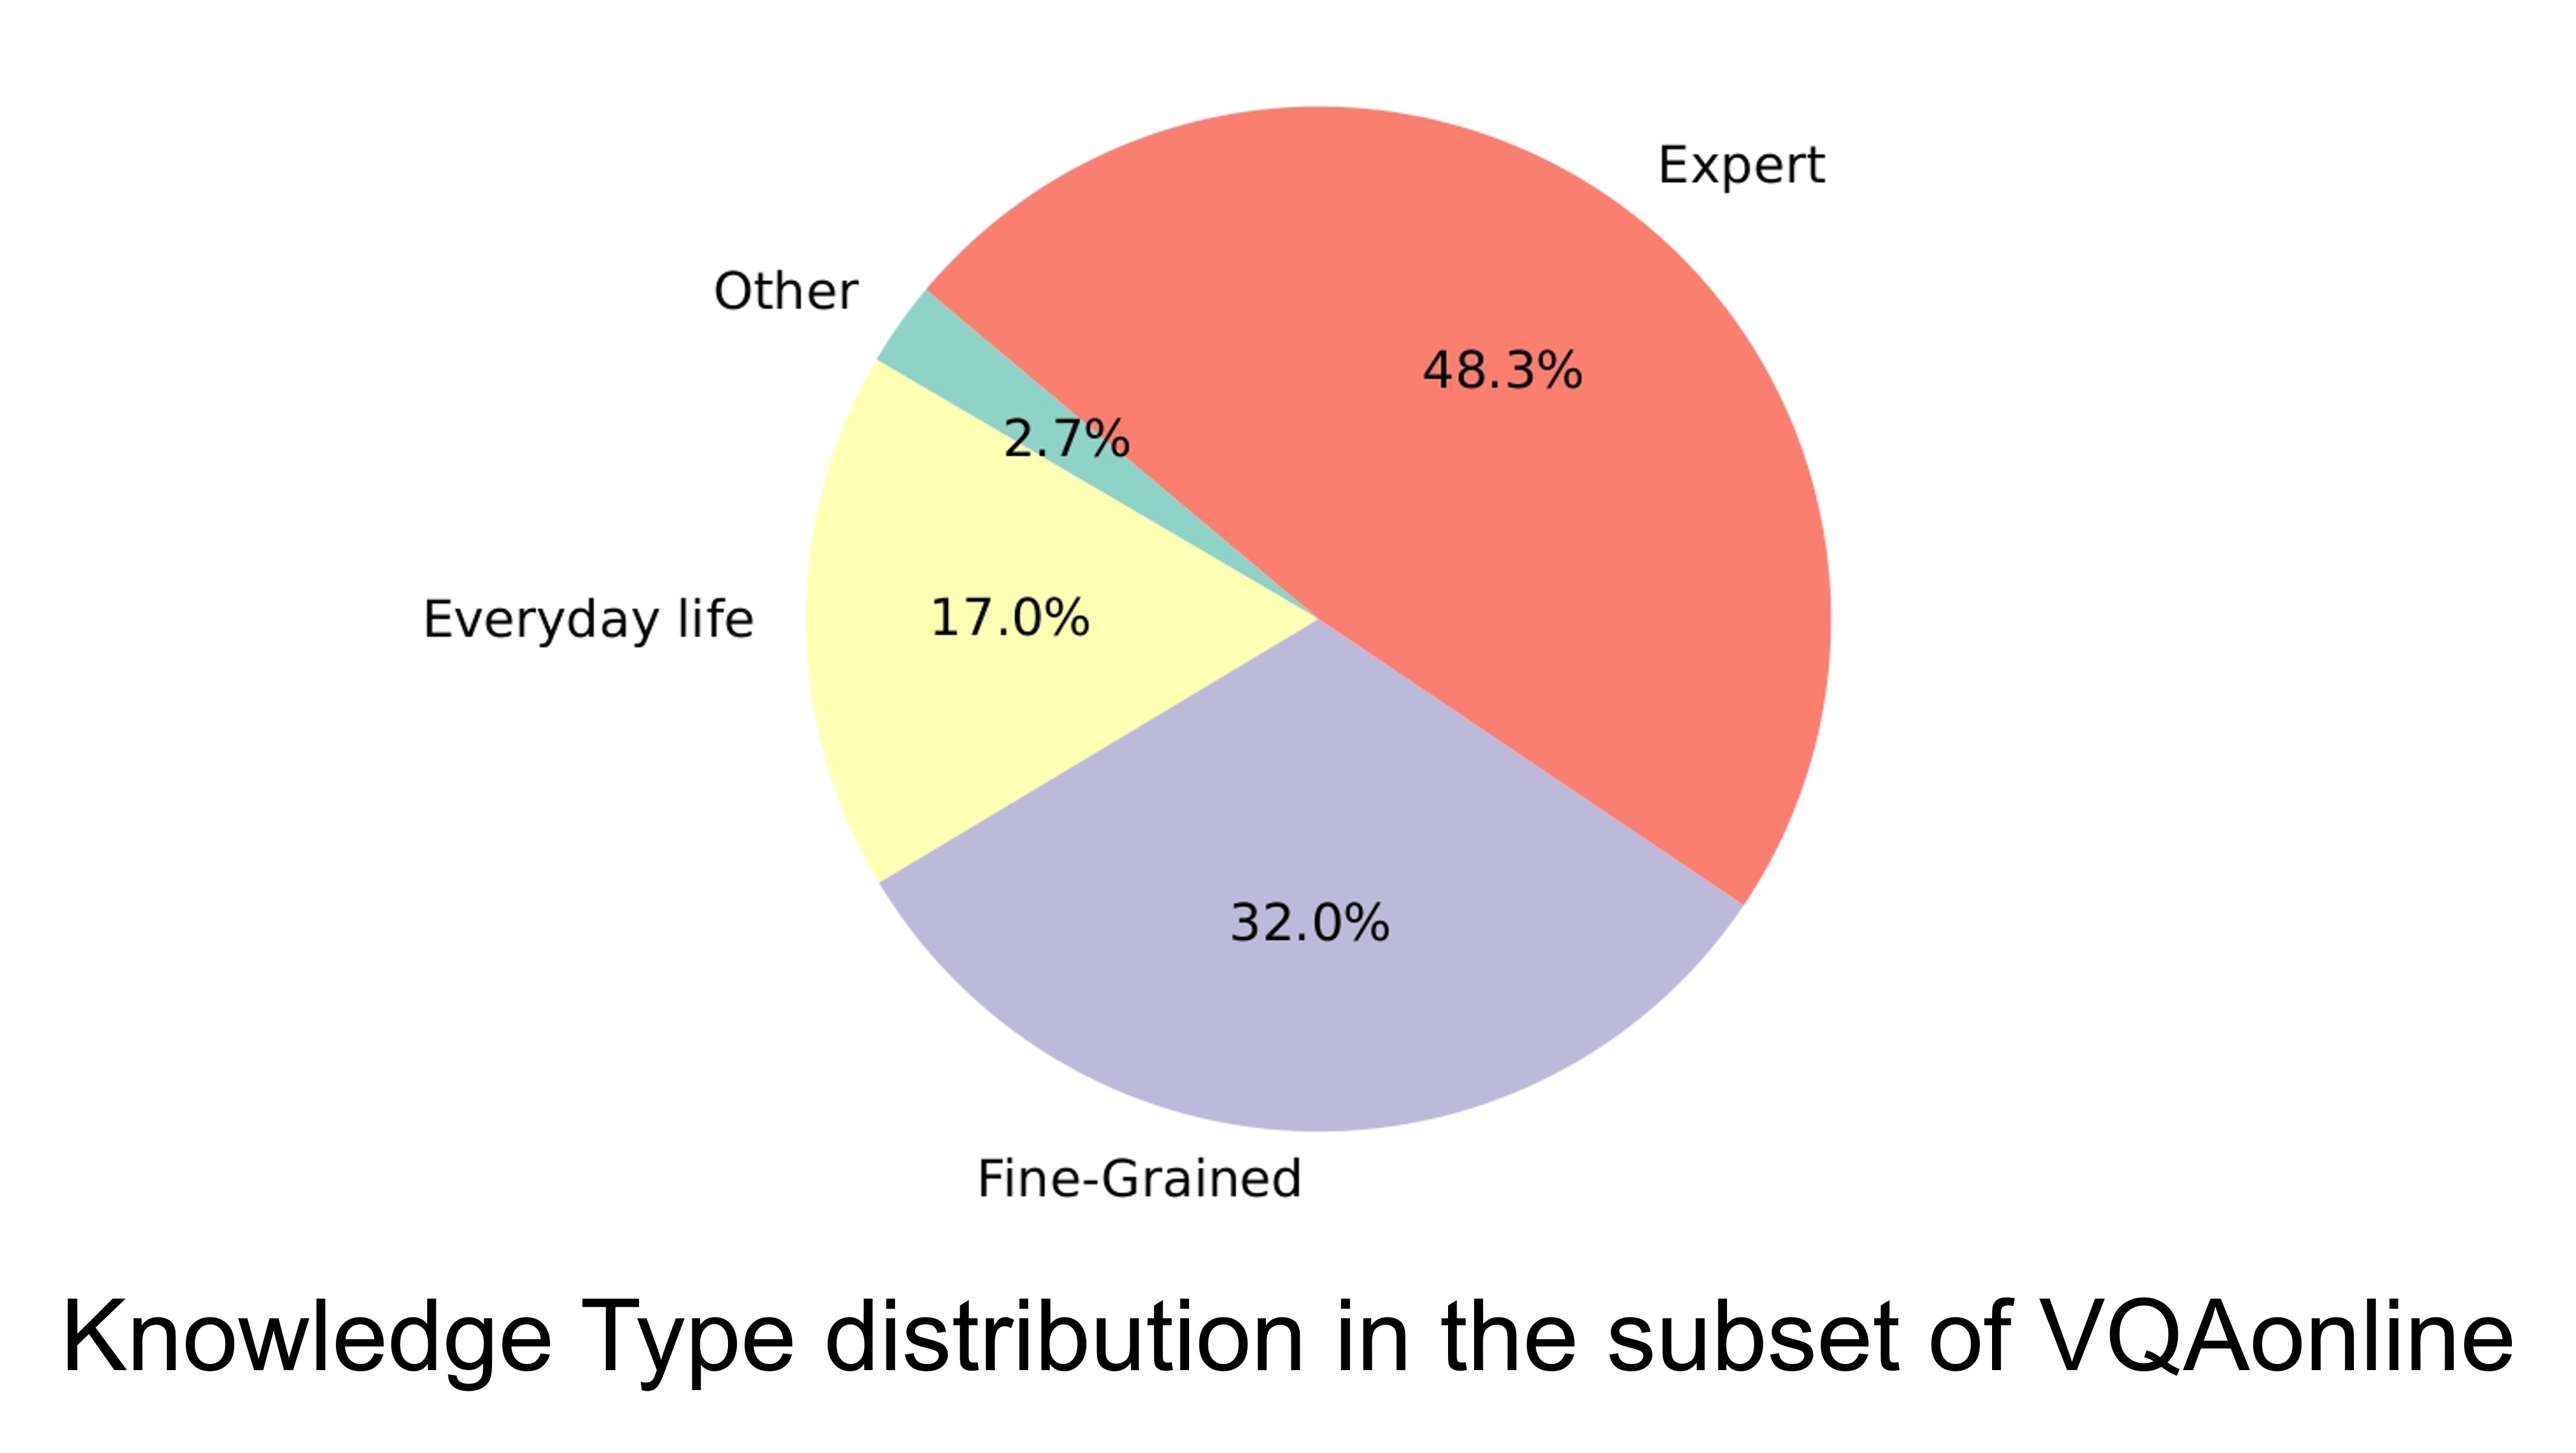 Expert
Other
48.3%
2.7%
Everyday life
17.0%
32.0%
Fine-Grained
Knowledge Type distribution in the subset of VQAonline